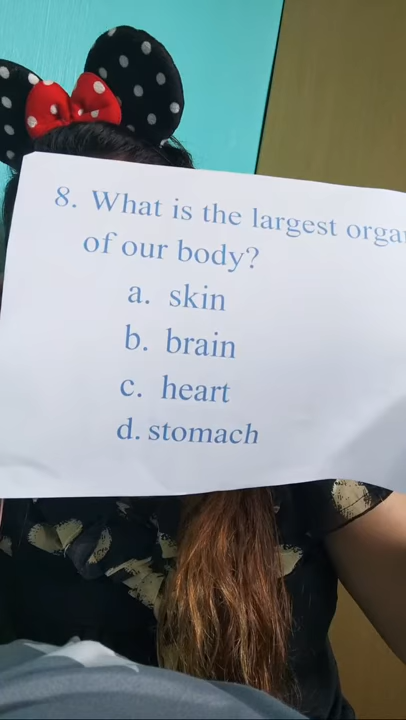 8. What is the largest orga
of our body?
a. skin
b. brain
c. heart
d. stomach